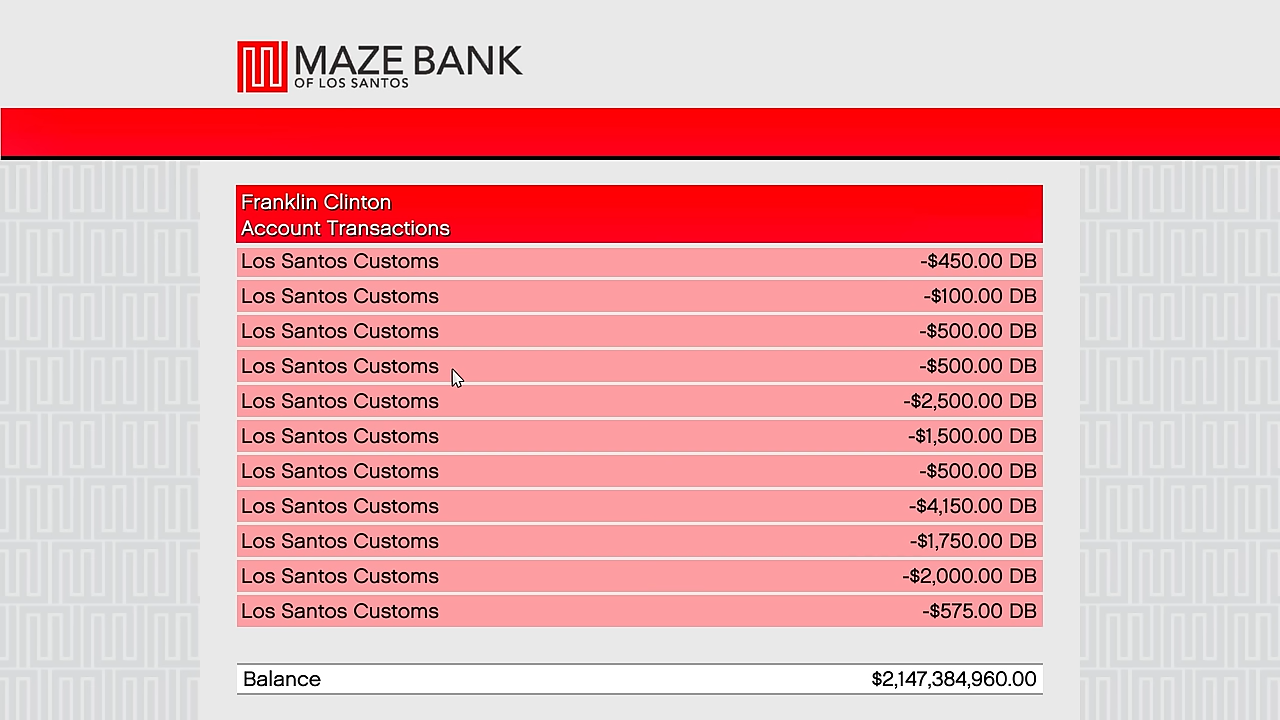 MAZE BANK
OF LOS SANTOS
Franklin Clinton
Account Transactions
Los Santos Customs -$450.00 DB
Los Santos Customs -$100.00 DB
Los Santos Customs -$500.00 DB
Los Santos Customs -$500.00 DB
Los Santos Customs -$2,500.00 DB
Los Santos Customs -$1,500.00 DB
Los Santos Customs -$500.00 DB
Los Santos Customs -$4,150.00 DB
Los Santos Customs -$1,750.00 DB
Los Santos Customs -$2,000.00 DB
Los Santos Customs -$575.00 DB
Balance $2,147,384,960.00